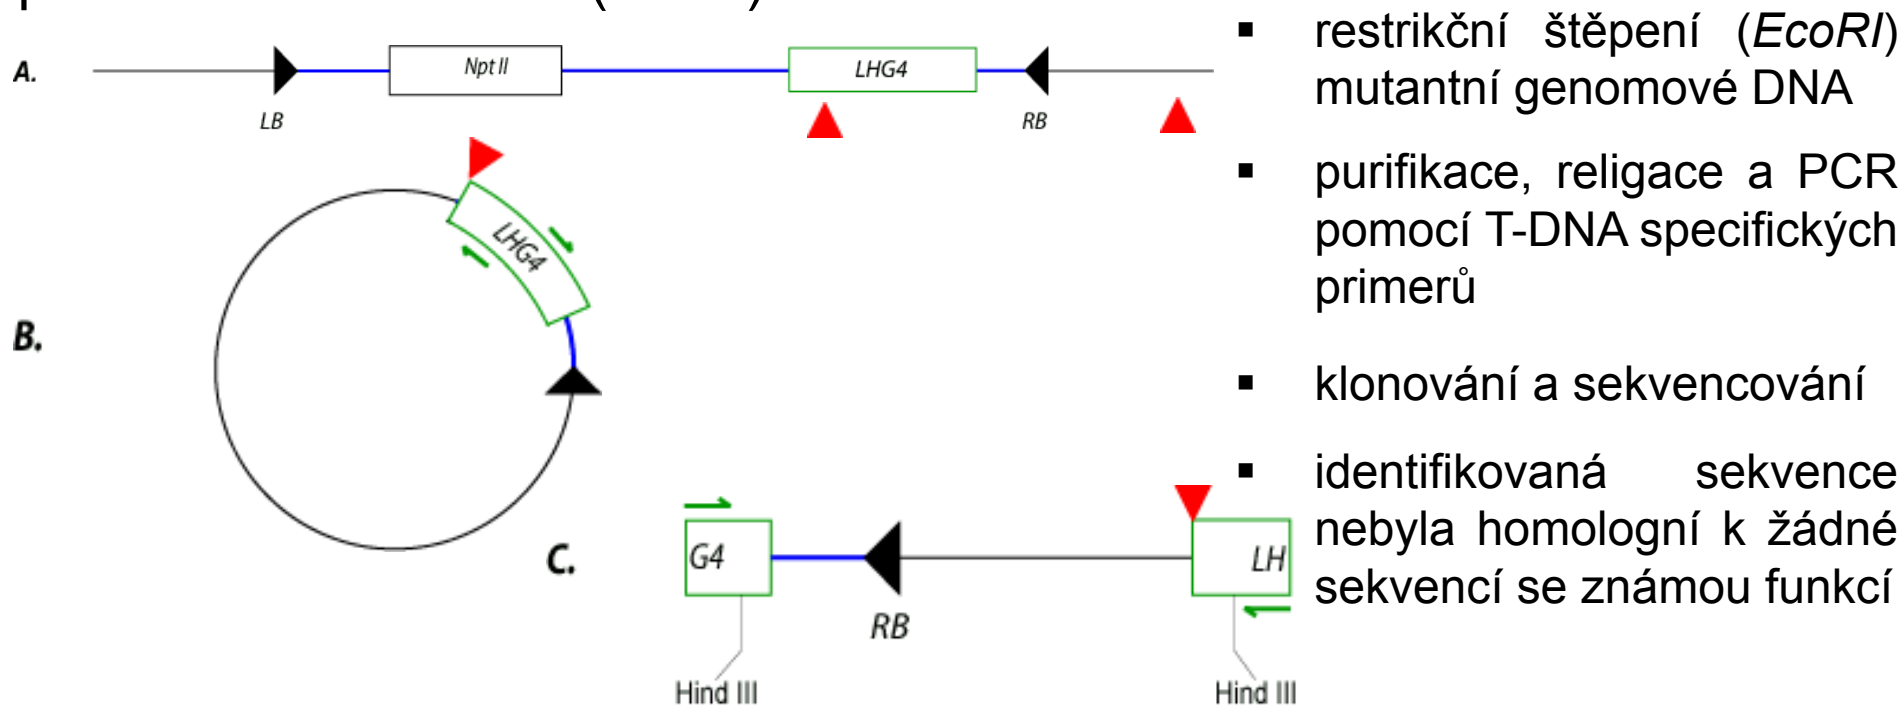 A.
Npt II
LHG4
LB
RB
LHG4
B.
C.
G4
LH
RB
Hind III
Hind III
▪ restrikční štěpení (EcoRI)
mutantní genomové DNA
▪ purifikace, religace a PCR
pomocí T-DNA specifických
primerů
▪ klonování a sekvencování
▪ identifikovaná sekvence
nebyla homologní k žádné
sekvencí se známou funkcí